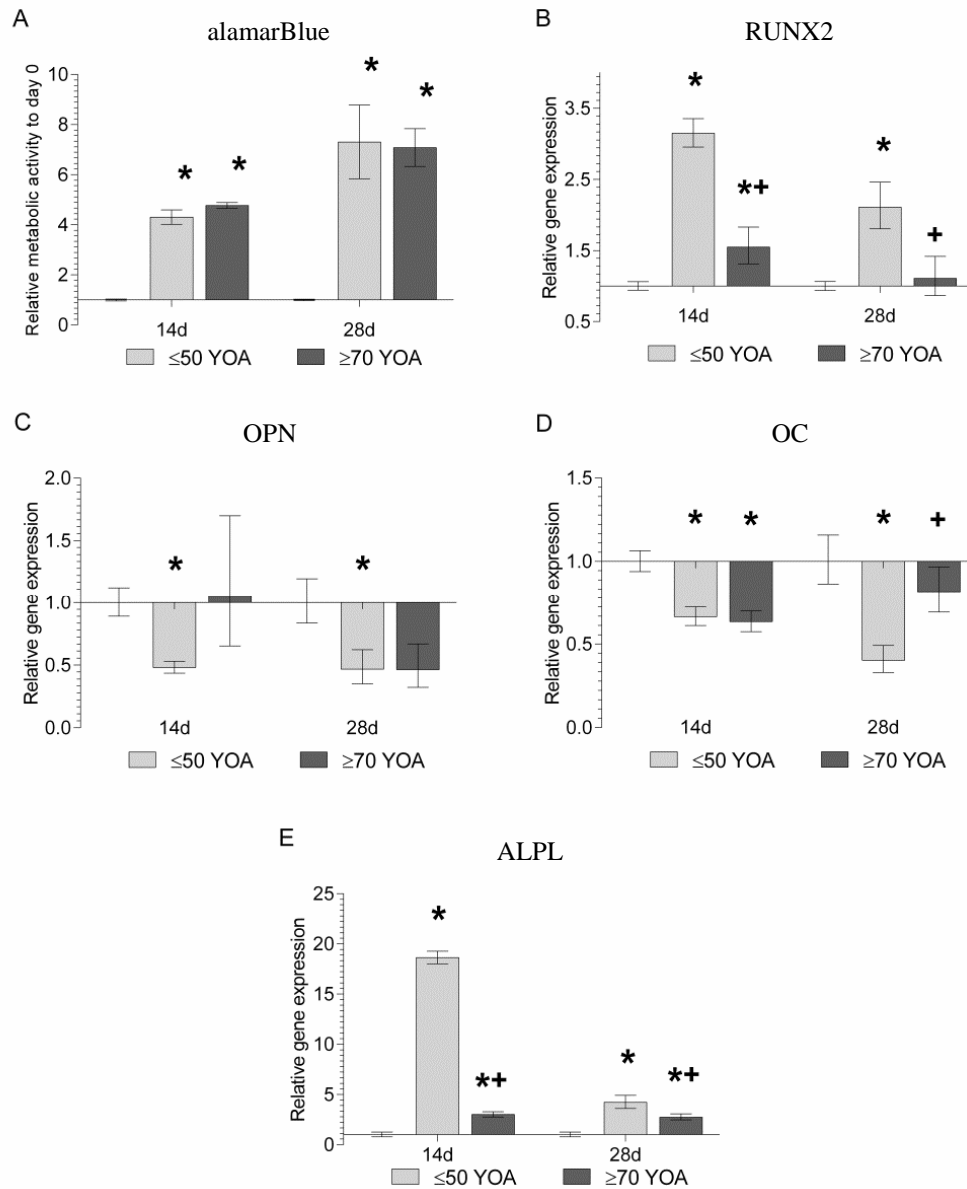 A
alamarBlue
Relative metabolic activity to day 0
10
8
6
4
2
0
* * * *
14d 28d
≤50 YOA ≥70 YOA
B
RUNX2
Relative gene expression
3.5
2.5
1.5
0.5
* *+ * +
14d 28d
≤50 YOA ≥70 YOA
C
OPN
Relative gene expression
2.0
1.5
1.0
0.5
0.0
* *
14d 28d
≤50 YOA ≥70 YOA
D
OC
Relative gene expression
1.5
1.0
0.5
0.0
* * * +
14d 28d
≤50 YOA ≥70 YOA
E
ALPL
Relative gene expression
25
20
15
10
5
0
* *+ * *+
14d 28d
≤50 YOA ≥70 YOA